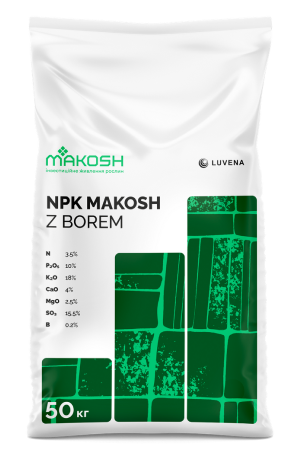 MAKOSH
Інноваційне живлення рослин
LUVENA
NPK MAKOSH
Z BOREM
N 3.5%
P₂O₅ 10%
K₂O 18%
CaO 4%
MgO 2,5%
SO₃ 15,5%
B 0.2%
50 кг